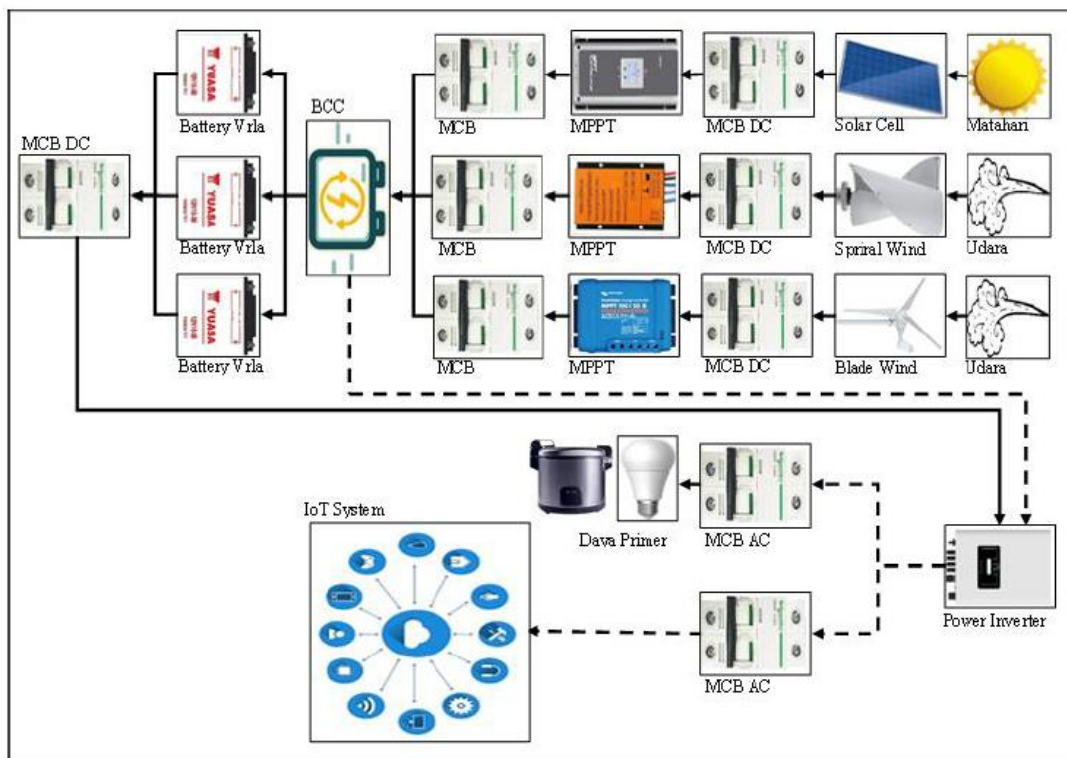 MCB DC
Battery Vrla
Battery Vrla
Battery Vrla
YUASA
YUASA
YUASA
BCC
MCB
MPPT
MCB DC
Solar Cell
Matahari
MCB
MPPT
MCB DC
Spriral Wind
Udara
MCB
MPPT
MCB DC
Blade Wind
Udara
IoT System
Dava Primer
MCB AC
MCB AC
Power Inverter